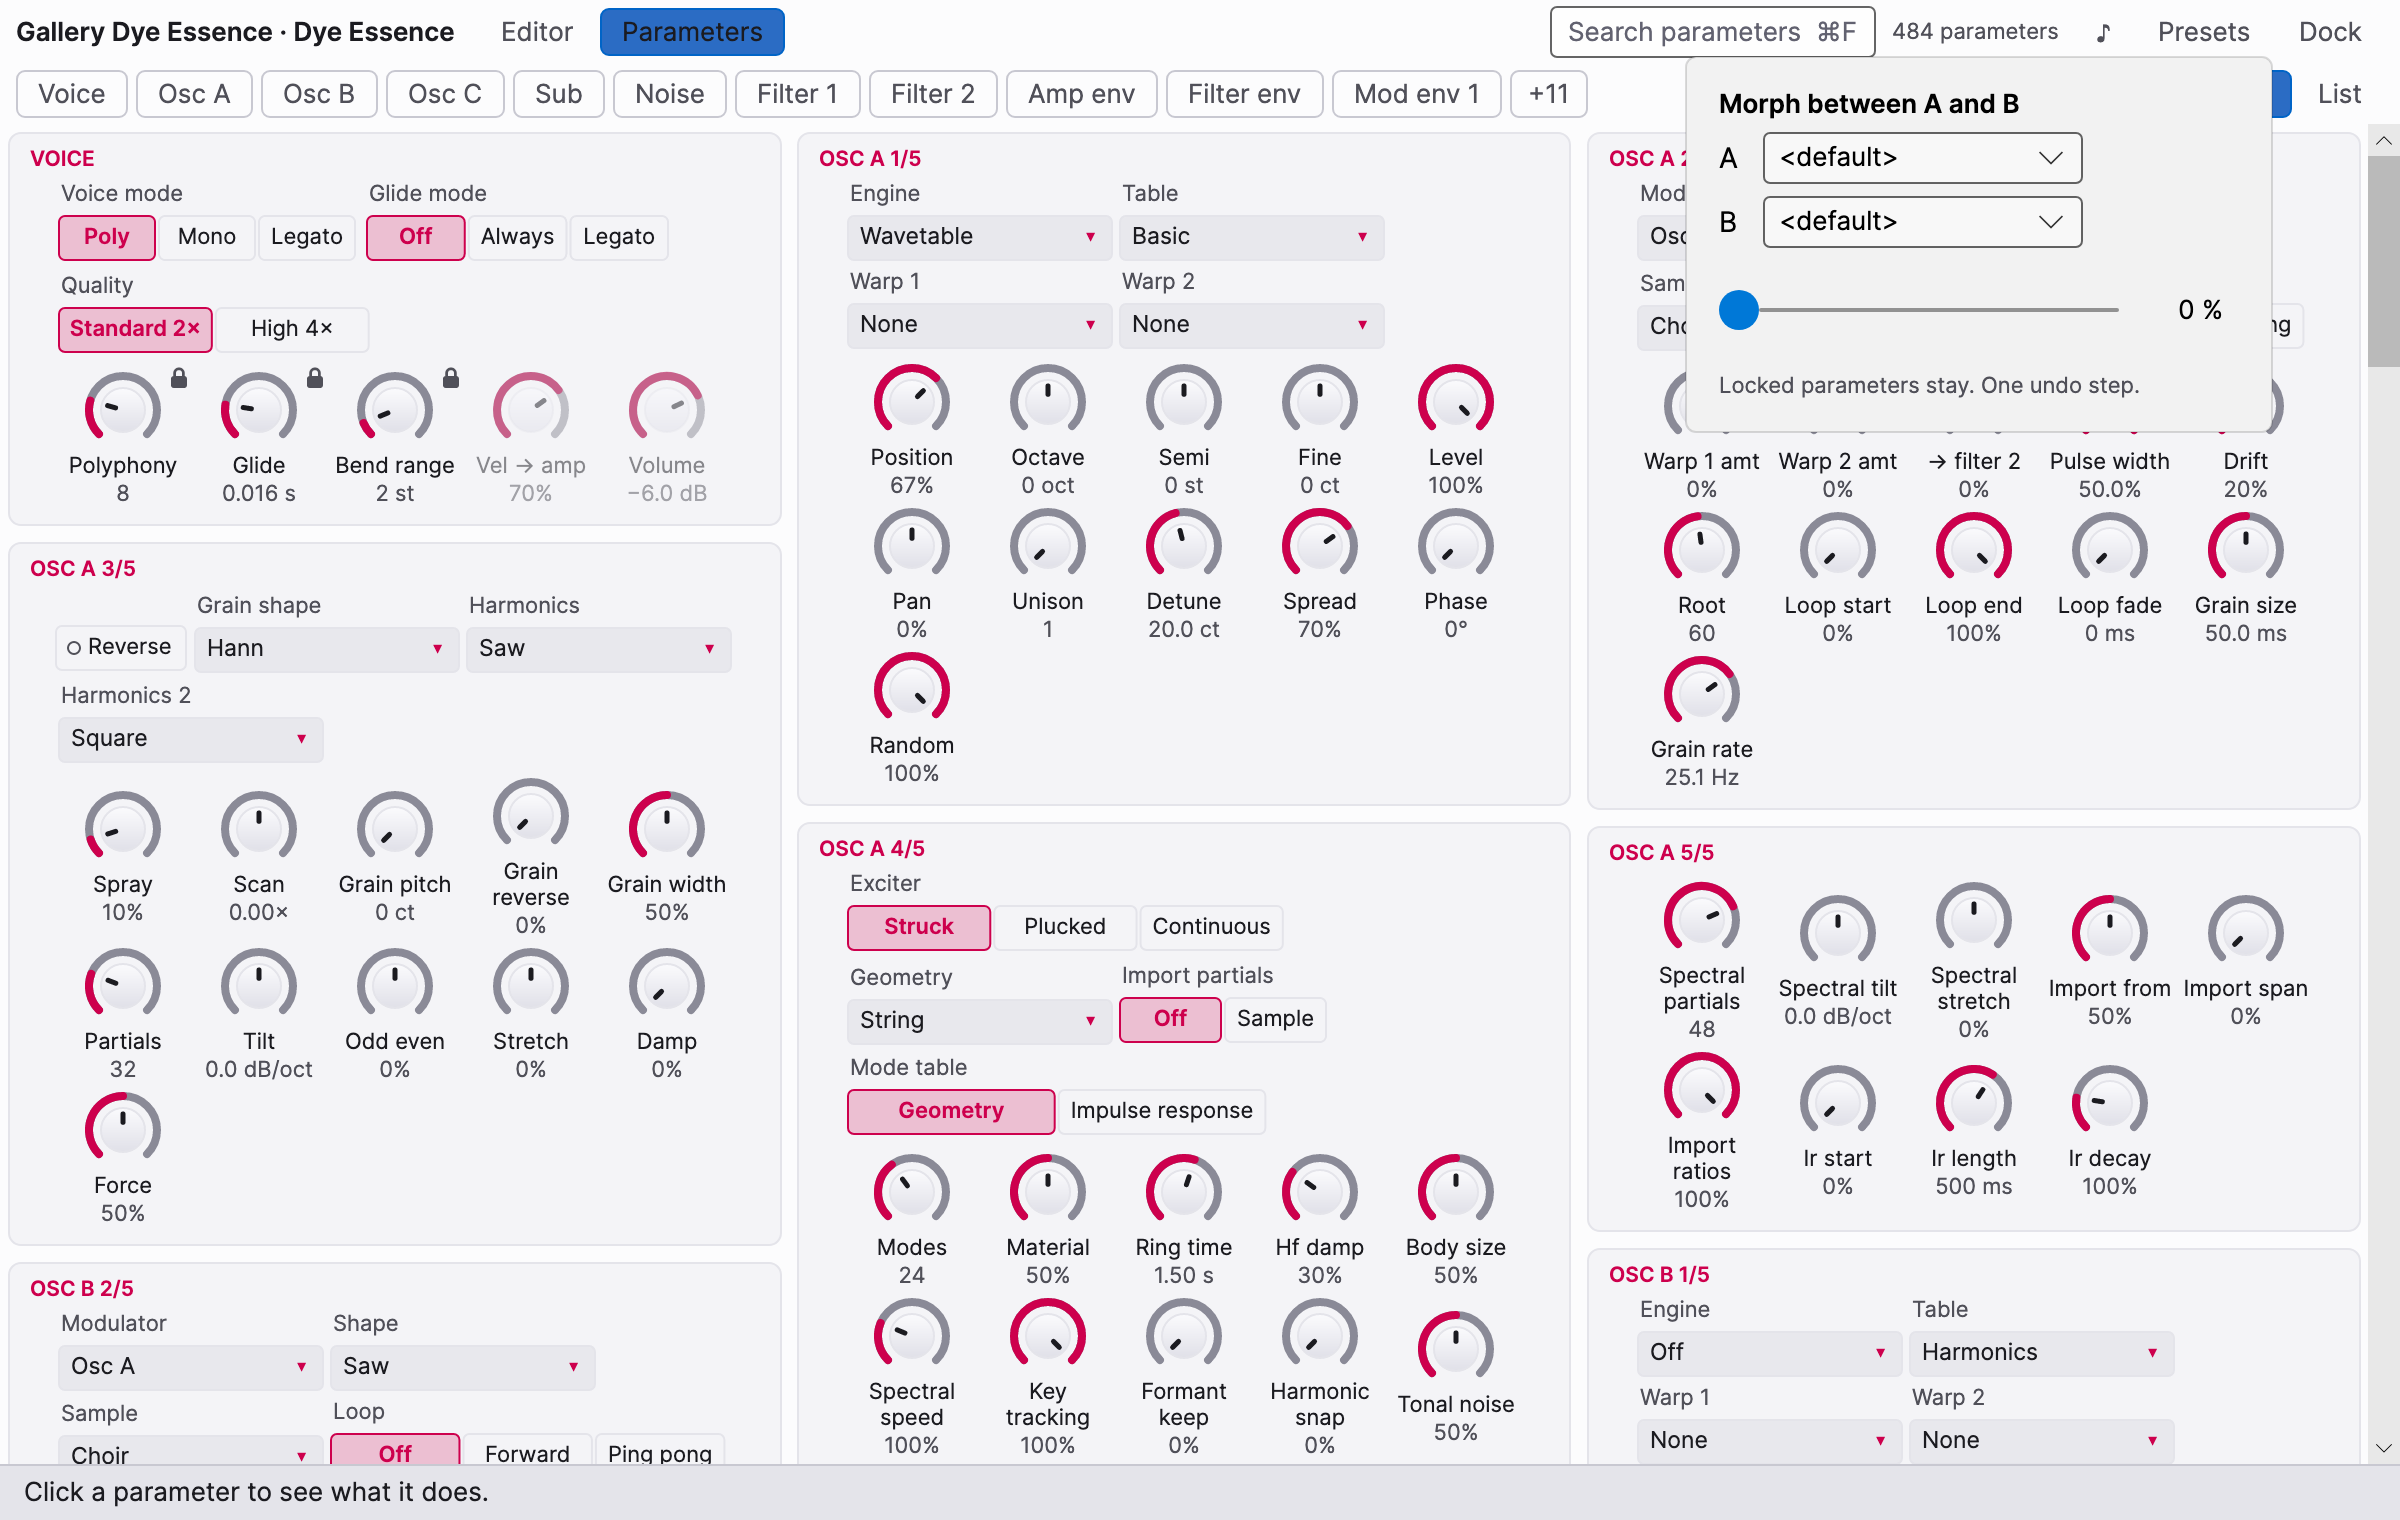 Gallery Dye Essence · Dye Essence
Editor
Parameters
Search parameters ⌘F
484 parameters
Presets
Dock
Voice
Osc A
Osc B
Osc C
Sub
Noise
Filter 1
Filter 2
Amp env
Filter env
Mod env 1
+11
List
Morph between A and B
A <default>
B <default>
0 %
Locked parameters stay. One undo step.
VOICE
Voice mode
Glide mode
Poly Mono Legato
Off Always Legato
Quality
Standard 2× High 4×
Polyphony Glide Bend range Vel → amp Volume
8 0.016 s 2 st 70% −6.0 dB
OSC A 1/5
Engine Table
Wavetable Basic
Warp 1 Warp 2
None None
Position Octave Semi Fine Level
67% 0 oct 0 st 0 ct 100%
Pan Unison Detune Spread Phase
0% 1 20.0 ct 70% 0°
Random
100%
OSC A
Warp 1 amt Warp 2 amt → filter 2 Pulse width Drift
0% 0% 0% 50.0% 20%
Root Loop start Loop end Loop fade Grain size
60 0% 100% 0 ms 50.0 ms
Grain rate
25.1 Hz
OSC A 3/5
Grain shape Harmonics
Reverse Hann Saw
Harmonics 2
Square
Spray Scan Grain pitch Grain reverse Grain width
10% 0.00× 0 ct 0% 50%
Partials Tilt Odd even Stretch Damp
32 0.0 dB/oct 0% 0% 0%
Force
50%
OSC A 4/5
Exciter
Struck Plucked Continuous
Geometry Import partials
String Off Sample
Mode table
Geometry Impulse response
Modes Material Ring time Hf damp Body size
24 50% 1.50 s 30% 50%
Spectral speed Key tracking Formant keep Harmonic snap Tonal noise
100% 100% 0% 0% 50%
OSC A 5/5
Spectral partials Spectral tilt Spectral stretch Import from Import span
48 0.0 dB/oct 0% 50% 0%
Import ratios Ir start Ir length Ir decay
100% 0% 500 ms 100%
OSC B 2/5
Modulator Shape
Osc A Saw
Sample Loop
Choir Off Forward Ping pong
OSC B 1/5
Engine Table
Off Harmonics
Warp 1 Warp 2
None None
Click a parameter to see what it does.